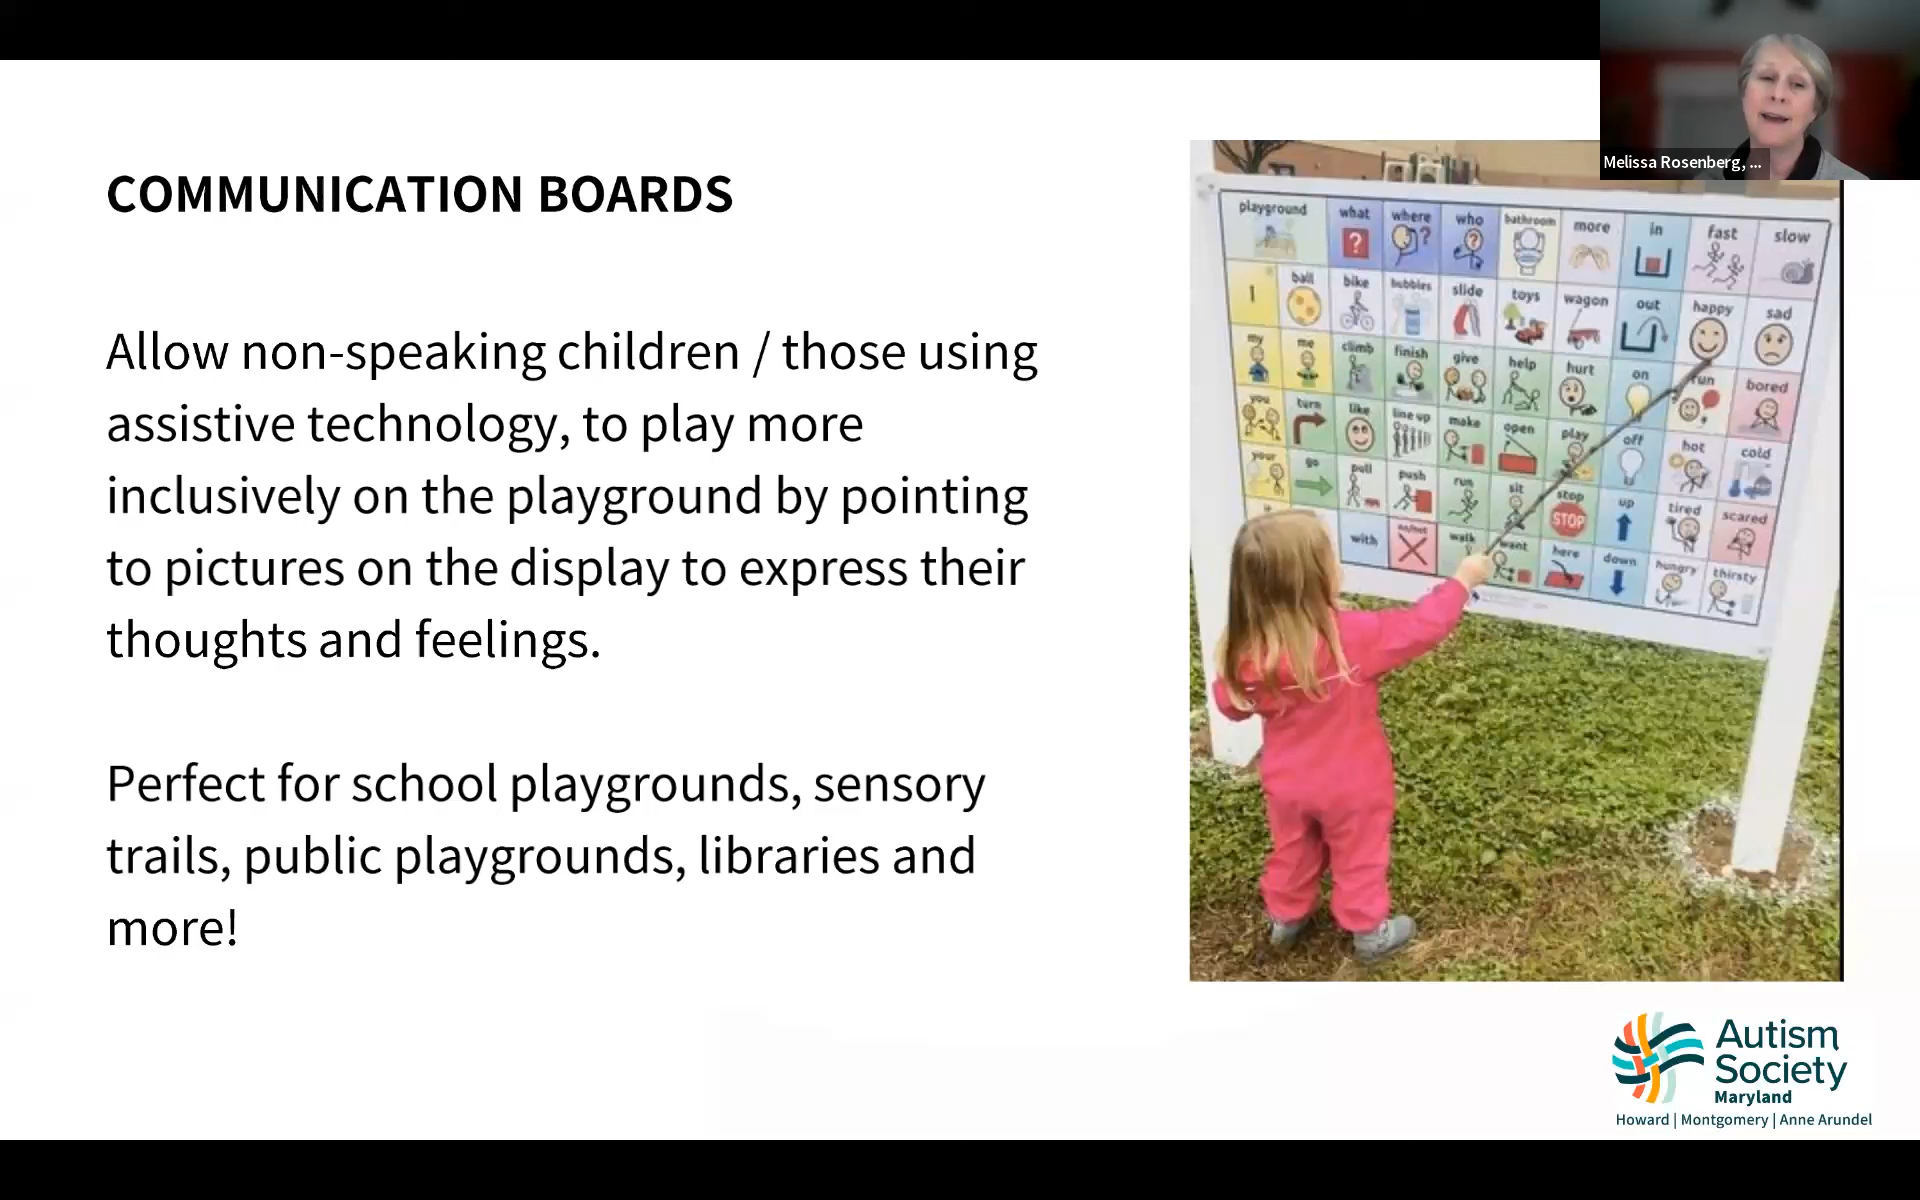 Melissa Rosenberg, ...
COMMUNICATION BOARDS
Allow non-speaking children / those using
assistive technology, to play more
inclusively on the playground by pointing
to pictures on the display to express their
thoughts and feelings.
Perfect for school playgrounds, sensory
trails, public playgrounds, libraries and
more!
playground what where who bathroom more in fast slow
I ball bike bubbles slide toys wagon out happy sad
my me climb finish give help hurt on bored
you turn like line up make open play off hot cold
your go pull push run sit stop up tired scared
STOP
it with walk want here down hungry thirsty
Autism
Society
Maryland
Howard | Montgomery | Anne Arundel